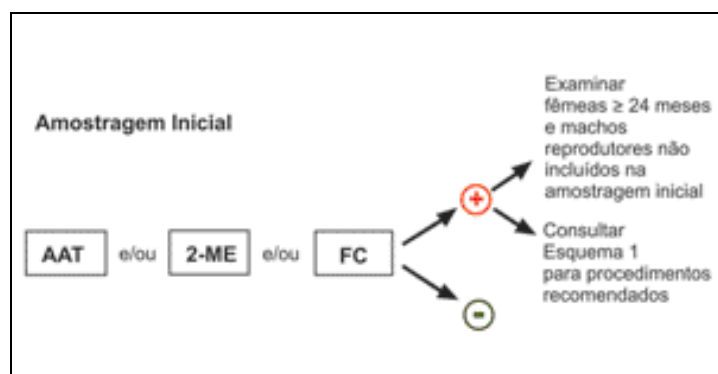 Amostragem Inicial
Examinar
fêmeas ≥ 24 meses
e machos
reprodutores não
incluídos na
amostragem inicial
AAT e/ou 2-ME e/ou FC
+
Consultar
Esquema 1
para procedimentos
recomendados
-